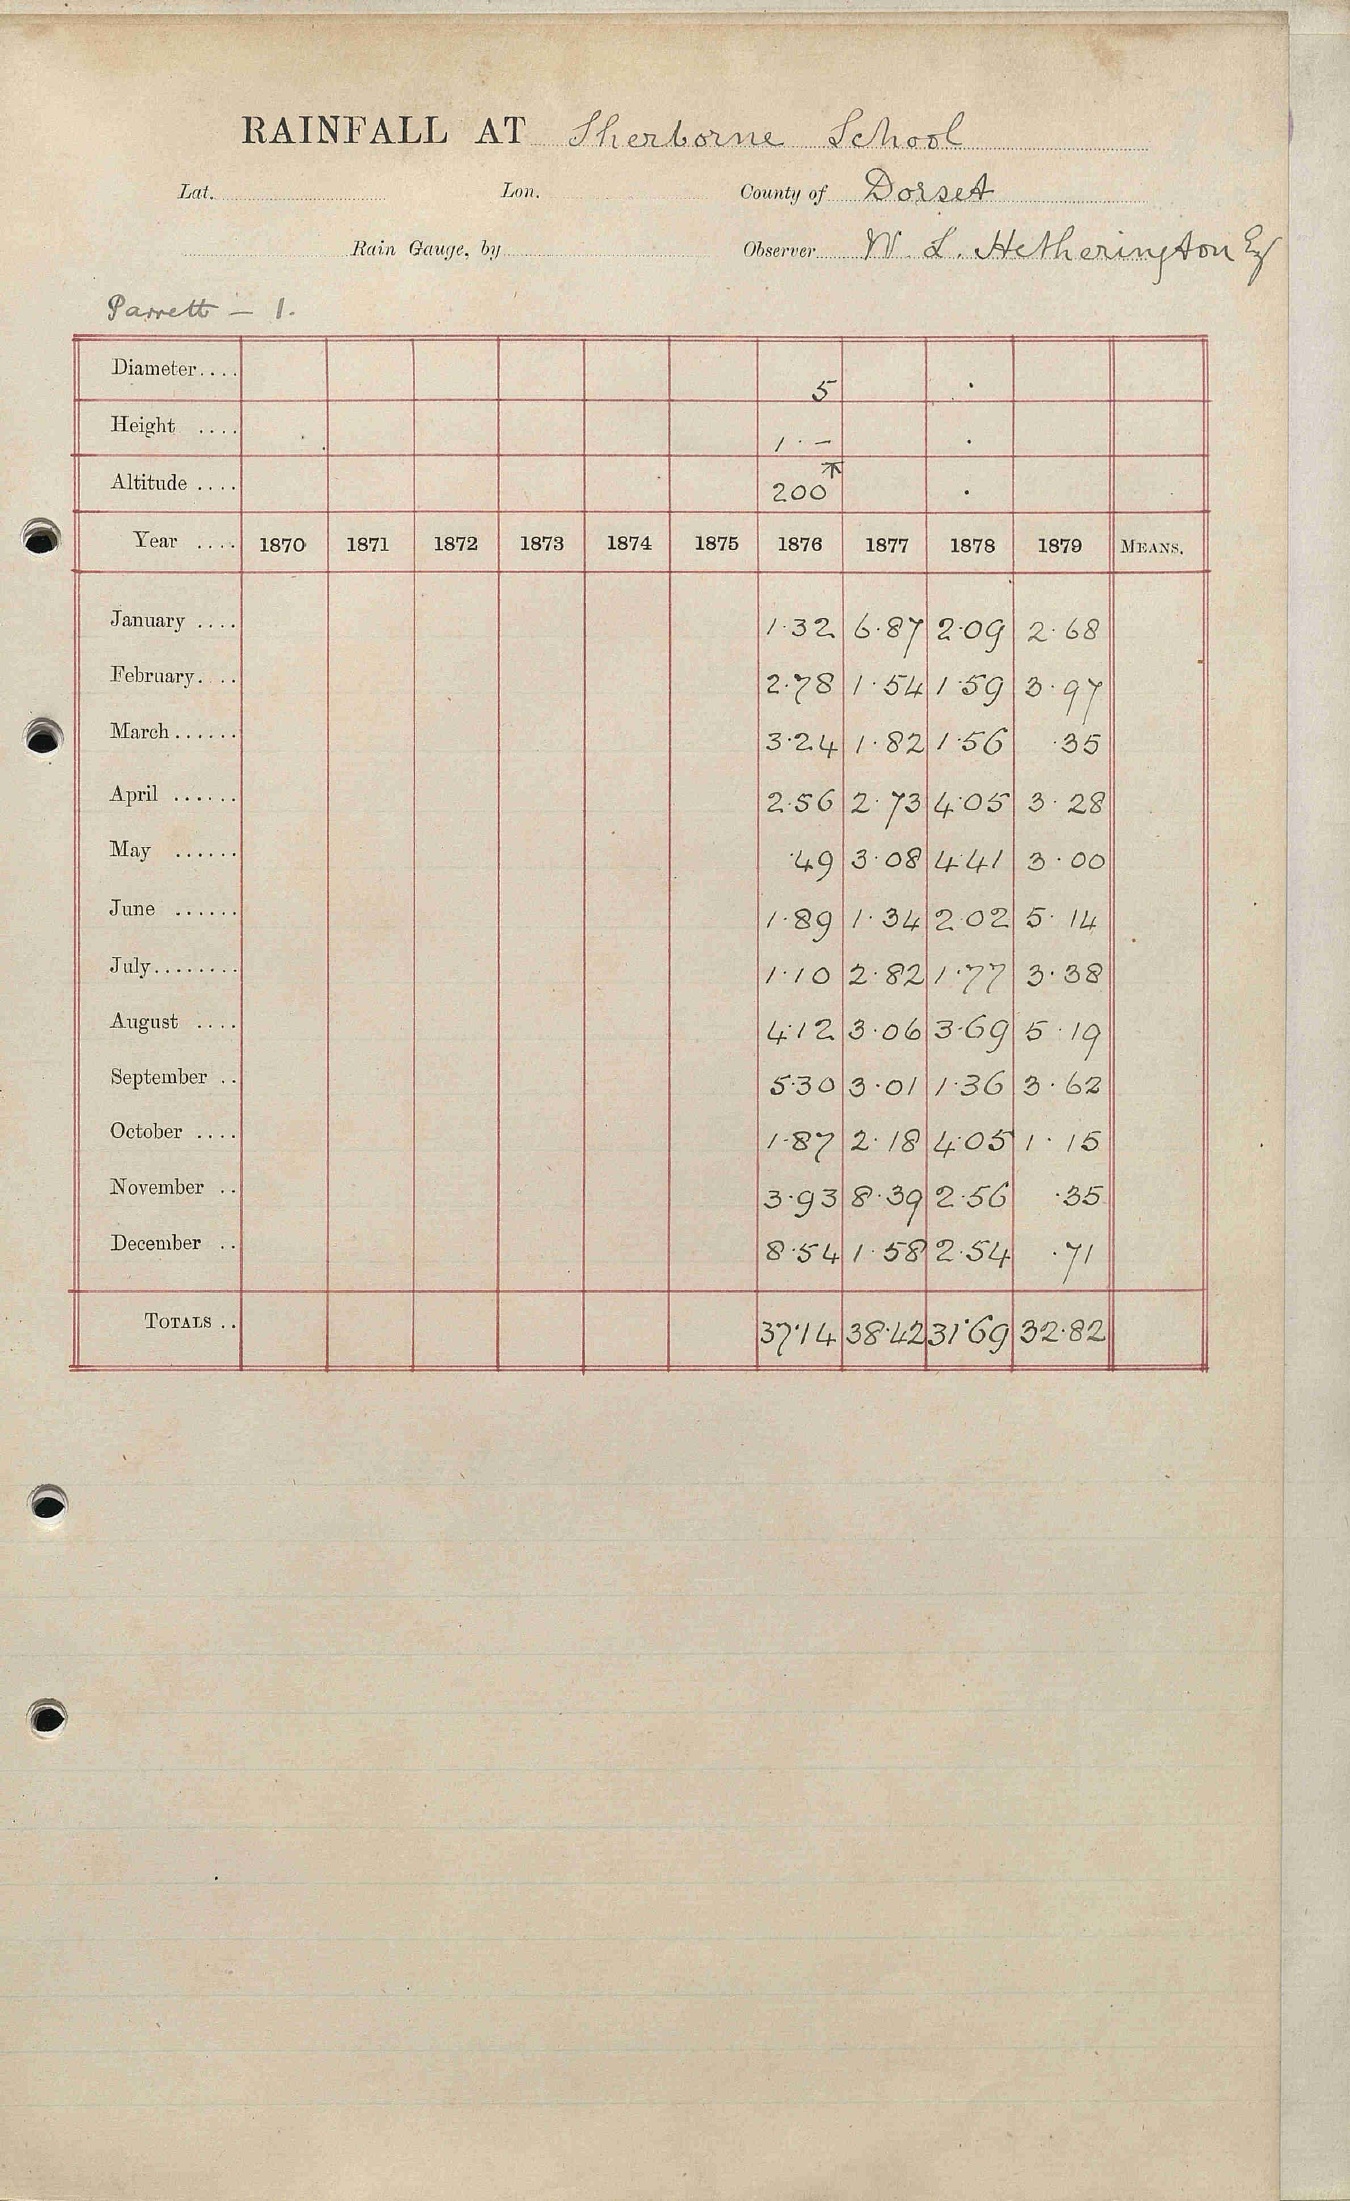 RAINFALL AT Sherborne School
Lat. Lon. County of Dorset
Rain Gauge, by Observer W. L. Hetherington Esq
Parrett — 1.
Diameter.... 5 .
Height .... 1 · — .
Altitude .... 200 .
Year .... 1870 1871 1872 1873 1874 1875 1876 1877 1878 1879 MEANS.
January .... 1·32 6·87 2·09 2·68
February.... 2·78 1·54 1·59 3·97
March...... 3·24 1·82 1·56 ·35
April ...... 2·56 2·73 4·05 3·28
May ...... ·49 3·08 4·41 3·00
June ...... 1·89 1·34 2·02 5·14
July........ 1·10 2·82 1·77 3·38
August .... 4·12 3·06 3·69 5·19
September .. 5·30 3·01 1·36 3·62
October .... 1·87 2·18 4·05 1·15
November .. 3·93 8·39 2·56 ·35
December .. 8·54 1·58 2·54 ·71
TOTALS .. 37·14 38·42 31·69 32·82